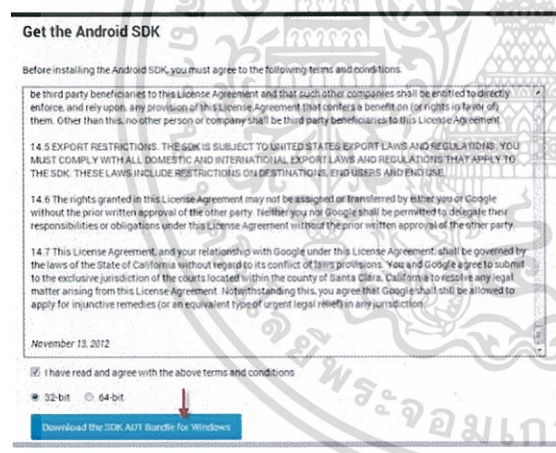 Get the Android SDK
Before installing the Android SDK, you must agree to the following terms and conditions.
be third party beneficiaries to this License Agreement and that such other companies shall be entitled to directly
enforce, and rely upon, any provision of this License Agreement that confers a benefit on (or rights in favor of)
them. Other than this, no other person or company shall be third party beneficiaries to this License Agreement
14.5 EXPORT RESTRICTIONS. THE SDK IS SUBJECT TO UNITED STATES EXPORT LAWS AND REGULATIONS. YOU
MUST COMPLY WITH ALL DOMESTIC AND INTERNATIONAL EXPORT LAWS AND REGULATIONS THAT APPLY TO
THE SDK. THESE LAWS INCLUDE RESTRICTIONS ON DESTINATIONS, END USERS AND END USE.
14.6 The rights granted in this License Agreement may not be assigned or transferred by either you or Google
without the prior written approval of the other party. Neither you nor Google shall be permitted to delegate their
responsibilities or obligations under this License Agreement without the prior written approval of the other party.
14.7 This License Agreement, and your relationship with Google under this License Agreement, shall be governed by
the laws of the State of California without regard to its conflict of laws provisions. You and Google agree to submit
to the exclusive jurisdiction of the courts located within the county of Santa Clara, California to resolve any legal
matter arising from this License Agreement. Notwithstanding this, you agree that Google shall still be allowed to
apply for injunctive remedies (or an equivalent type of urgent legal relief) in any jurisdiction.
November 13, 2012
I have read and agree with the above terms and conditions
32-bit 64-bit
Download the SDK ADT Bundle for Windows